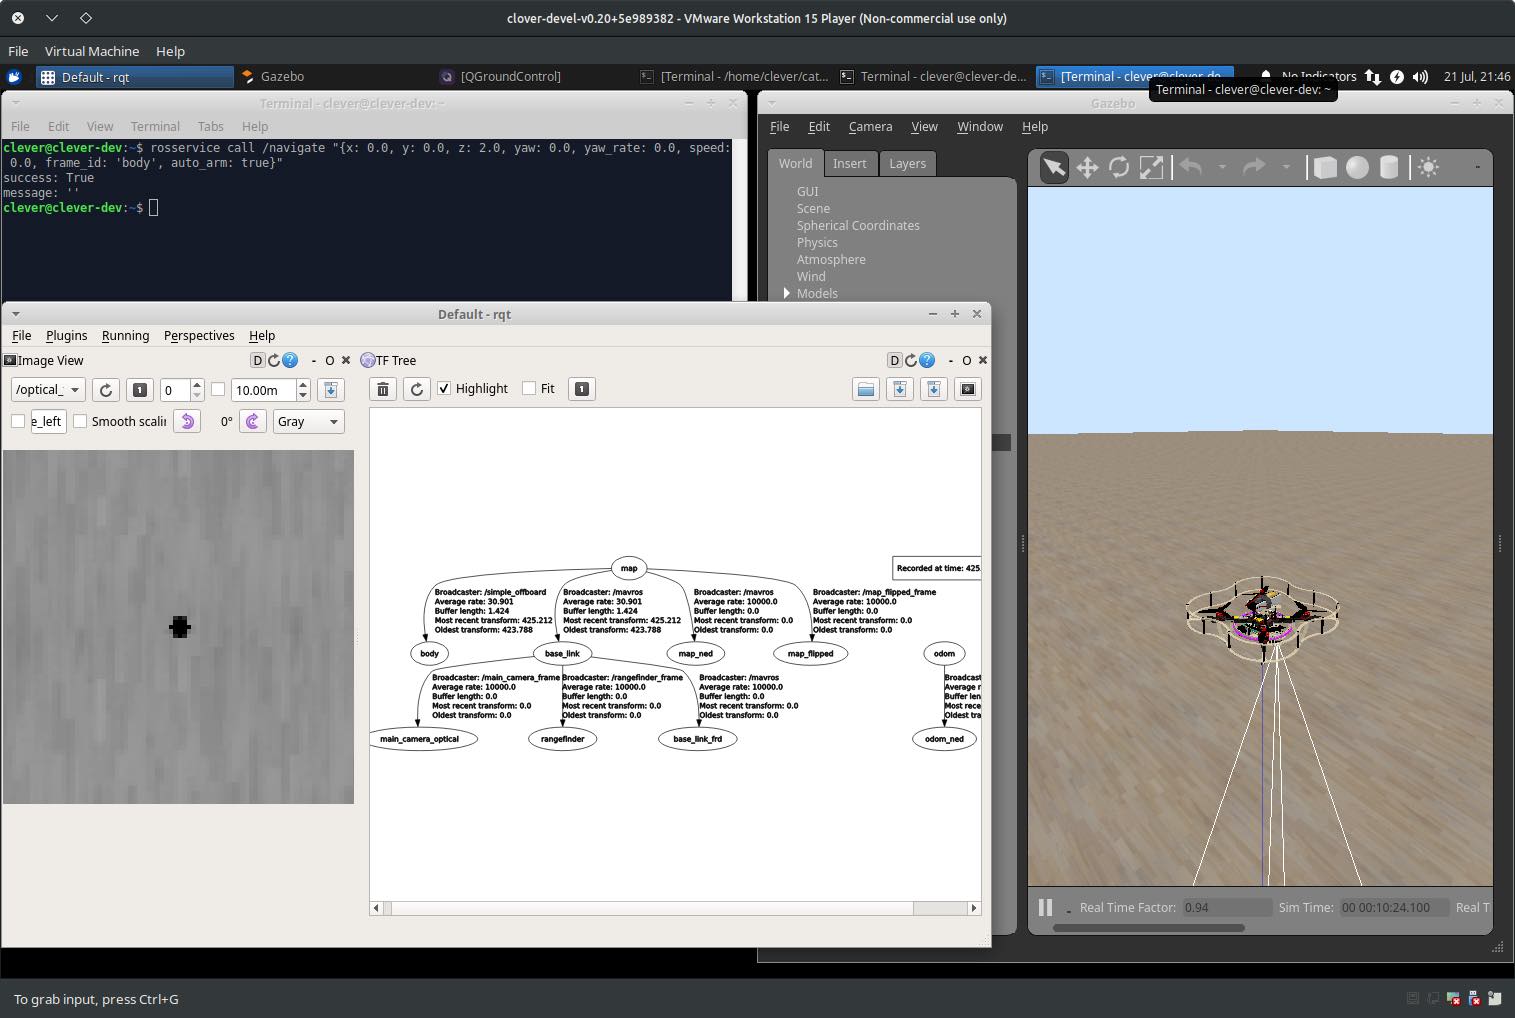 clover-devel-v0.20+5e989382 - VMware Workstation 15 Player (Non-commercial use only)
File Virtual Machine Help
Default - rqt Gazebo [QGroundControl] [Terminal - /home/clever/cat... Terminal - clever@clever-de... [Terminal - clever@clever-de... No Indicators 21 Jul, 21:46
Terminal - clever@clever-dev: ~
Terminal - clever@clever-dev: ~
File Edit View Terminal Tabs Help
clever@clever-dev:~$ rosservice call /navigate "{x: 0.0, y: 0.0, z: 2.0, yaw: 0.0, yaw_rate: 0.0, speed:
0.0, frame_id: 'body', auto_arm: true}"
success: True
message: ''
clever@clever-dev:~$
Gazebo
File Edit Camera View Window Help
World Insert Layers
GUI
Scene
Spherical Coordinates
Physics
Atmosphere
Wind
Models
Default - rqt
File Plugins Running Perspectives Help
Image View D ? - O
TF Tree D ? - O
/optical_ 1 0 10.00m
e_left Smooth scalin 0° Gray
Highlight Fit 1
map
Recorded at time: 425.
Broadcaster: /simple_offboard
Average rate: 30.901
Buffer length: 1.424
Most recent transform: 425.212
Oldest transform: 423.788
Broadcaster: /mavros
Average rate: 30.901
Buffer length: 1.424
Most recent transform: 425.212
Oldest transform: 423.788
Broadcaster: /mavros
Average rate: 10000.0
Buffer length: 0.0
Most recent transform: 0.0
Oldest transform: 0.0
Broadcaster: /map_flipped_frame
Average rate: 10000.0
Buffer length: 0.0
Most recent transform: 0.0
Oldest transform: 0.0
body base_link map_ned map_flipped odom
Broadcaster: /main_camera_frame
Average rate: 10000.0
Buffer length: 0.0
Most recent transform: 0.0
Oldest transform: 0.0
Broadcaster: /rangefinder_frame
Average rate: 10000.0
Buffer length: 0.0
Most recent transform: 0.0
Oldest transform: 0.0
Broadcaster: /mavros
Average rate: 10000.0
Buffer length: 0.0
Most recent transform: 0.0
Oldest transform: 0.0
Broadcast
Average r
Buffer len
Most rece
Oldest tra
main_camera_optical rangefinder base_link_frd odom_ned
Real Time Factor: 0.94 Sim Time: 00 00:10:24.100 Real T
To grab input, press Ctrl+G